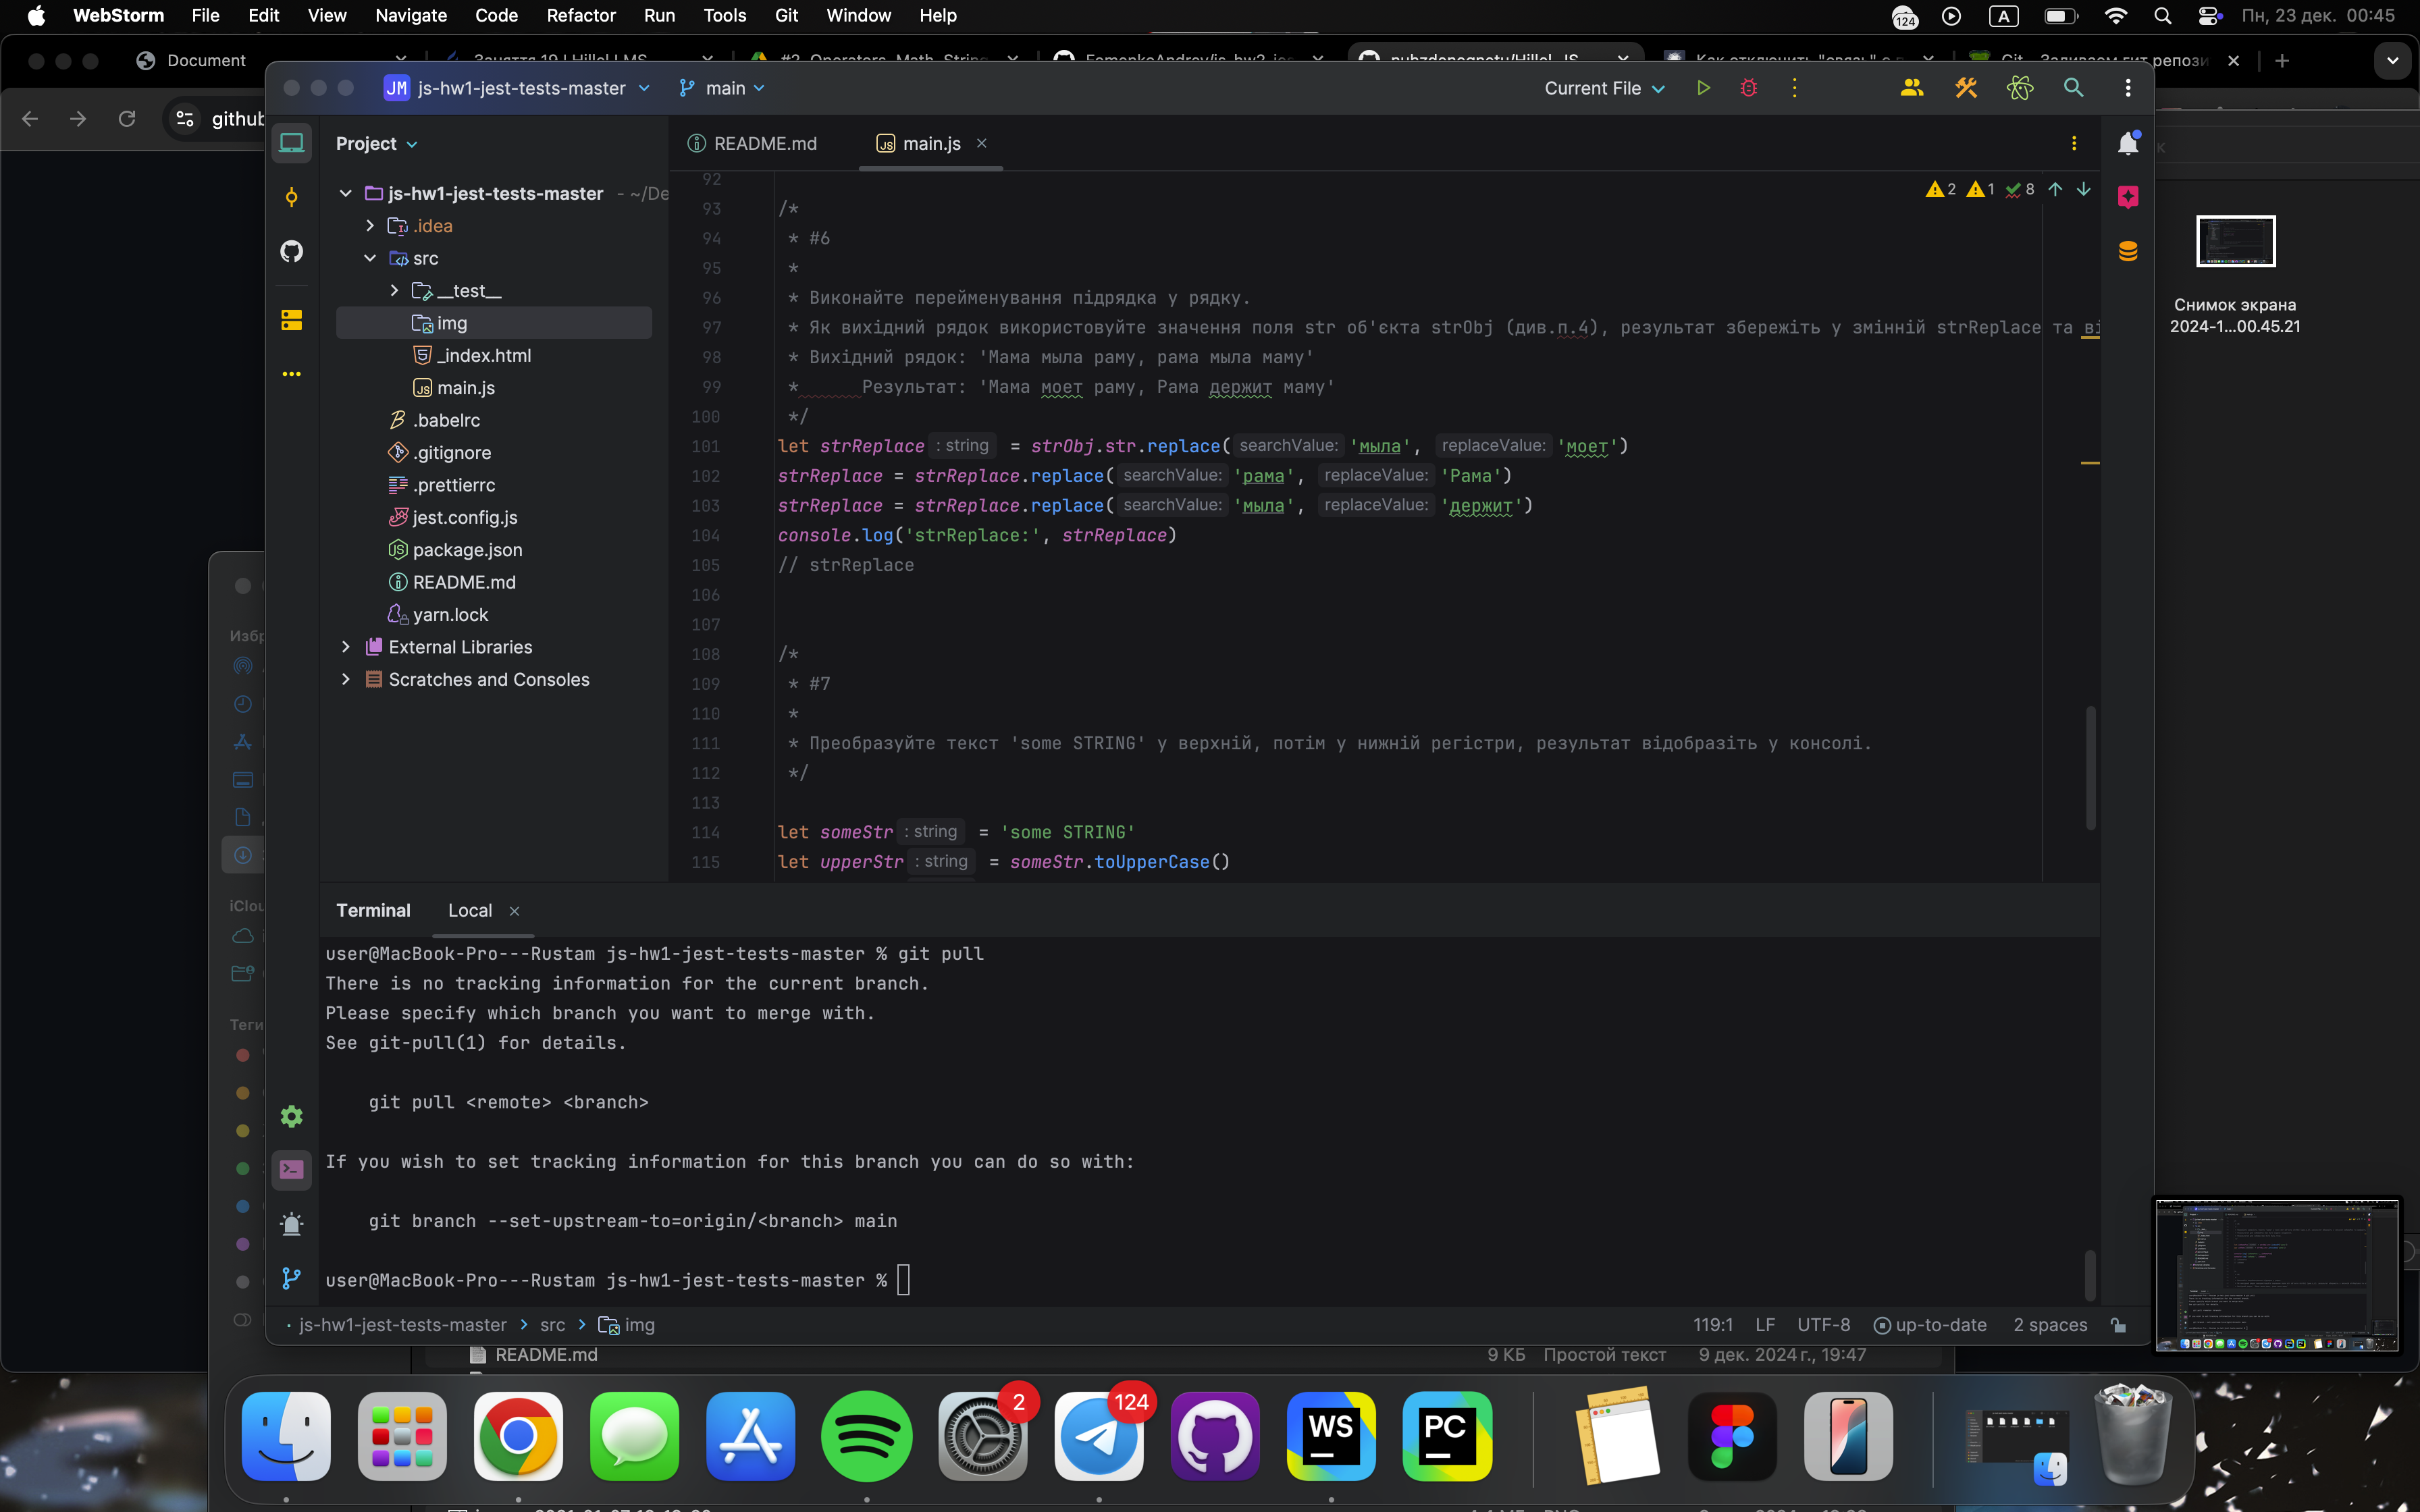 WebStorm File Edit View Navigate Code Refactor Run Tools Git Window Help
124 A Пн, 23 дек. 00:45
Document
github
JM js-hw1-jest-tests-master main
Current File
Project
README.md main.js
js-hw1-jest-tests-master - ~/De
.idea
src
__test__
img
_index.html
main.js
.babelrc
.gitignore
.prettierrc
jest.config.js
package.json
README.md
yarn.lock
External Libraries
Scratches and Consoles
2 1 8
92
93 /*
94 * #6
95 *
96 * Виконайте перейменування підрядка у рядку.
97 * Як вихідний рядок використовуйте значення поля str об'єкта strObj (див.п.4), результат збережіть у змінній strReplace та ві
98 * Вихідний рядок: 'Мама мыла раму, рама мыла маму'
99 * Результат: 'Мама моет раму, Рама держит маму'
100 */
101 let strReplace : string = strObj.str.replace( searchValue: 'мыла', replaceValue: 'моет')
102 strReplace = strReplace.replace( searchValue: 'рама', replaceValue: 'Рама')
103 strReplace = strReplace.replace( searchValue: 'мыла', replaceValue: 'держит')
104 console.log('strReplace:', strReplace)
105 // strReplace
106
107
108 /*
109 * #7
110 *
111 * Преобразуйте текст 'some STRING' у верхній, потім у нижній регістри, результат відобразіть у консолі.
112 */
113
114 let someStr : string = 'some STRING'
115 let upperStr : string = someStr.toUpperCase()
Снимок экрана
2024-1...00.45.21
Избр
iClou
Теги
Terminal Local
user@MacBook-Pro---Rustam js-hw1-jest-tests-master % git pull
There is no tracking information for the current branch.
Please specify which branch you want to merge with.
See git-pull(1) for details.
git pull <remote> <branch>
If you wish to set tracking information for this branch you can do so with:
git branch --set-upstream-to=origin/<branch> main
user@MacBook-Pro---Rustam js-hw1-jest-tests-master %
js-hw1-jest-tests-master src img
119:1 LF UTF-8 up-to-date 2 spaces
README.md 9 КБ Простой текст 9 дек. 2024 г., 19:47
2 124
WS PC